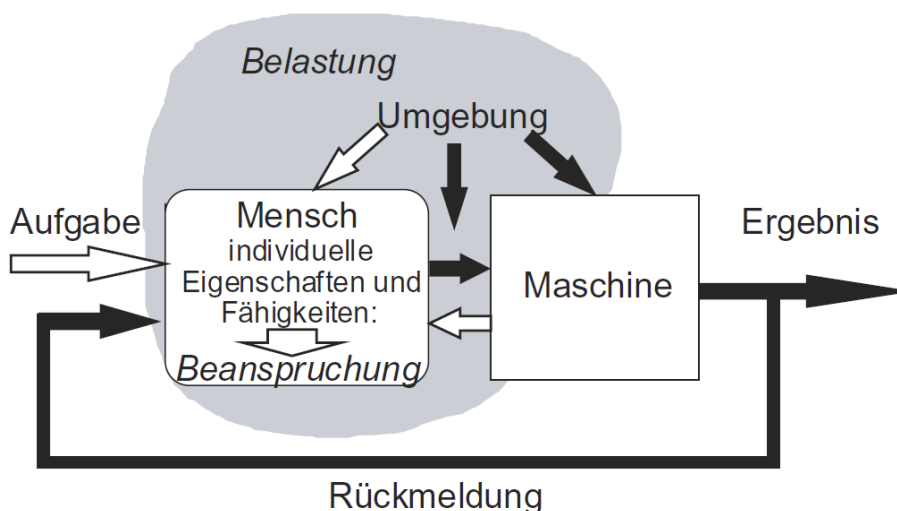 Belastung
Umgebung
Aufgabe
Mensch
individuelle
Eigenschaften und
Fähigkeiten:
Beanspruchung
Maschine
Ergebnis
Rückmeldung